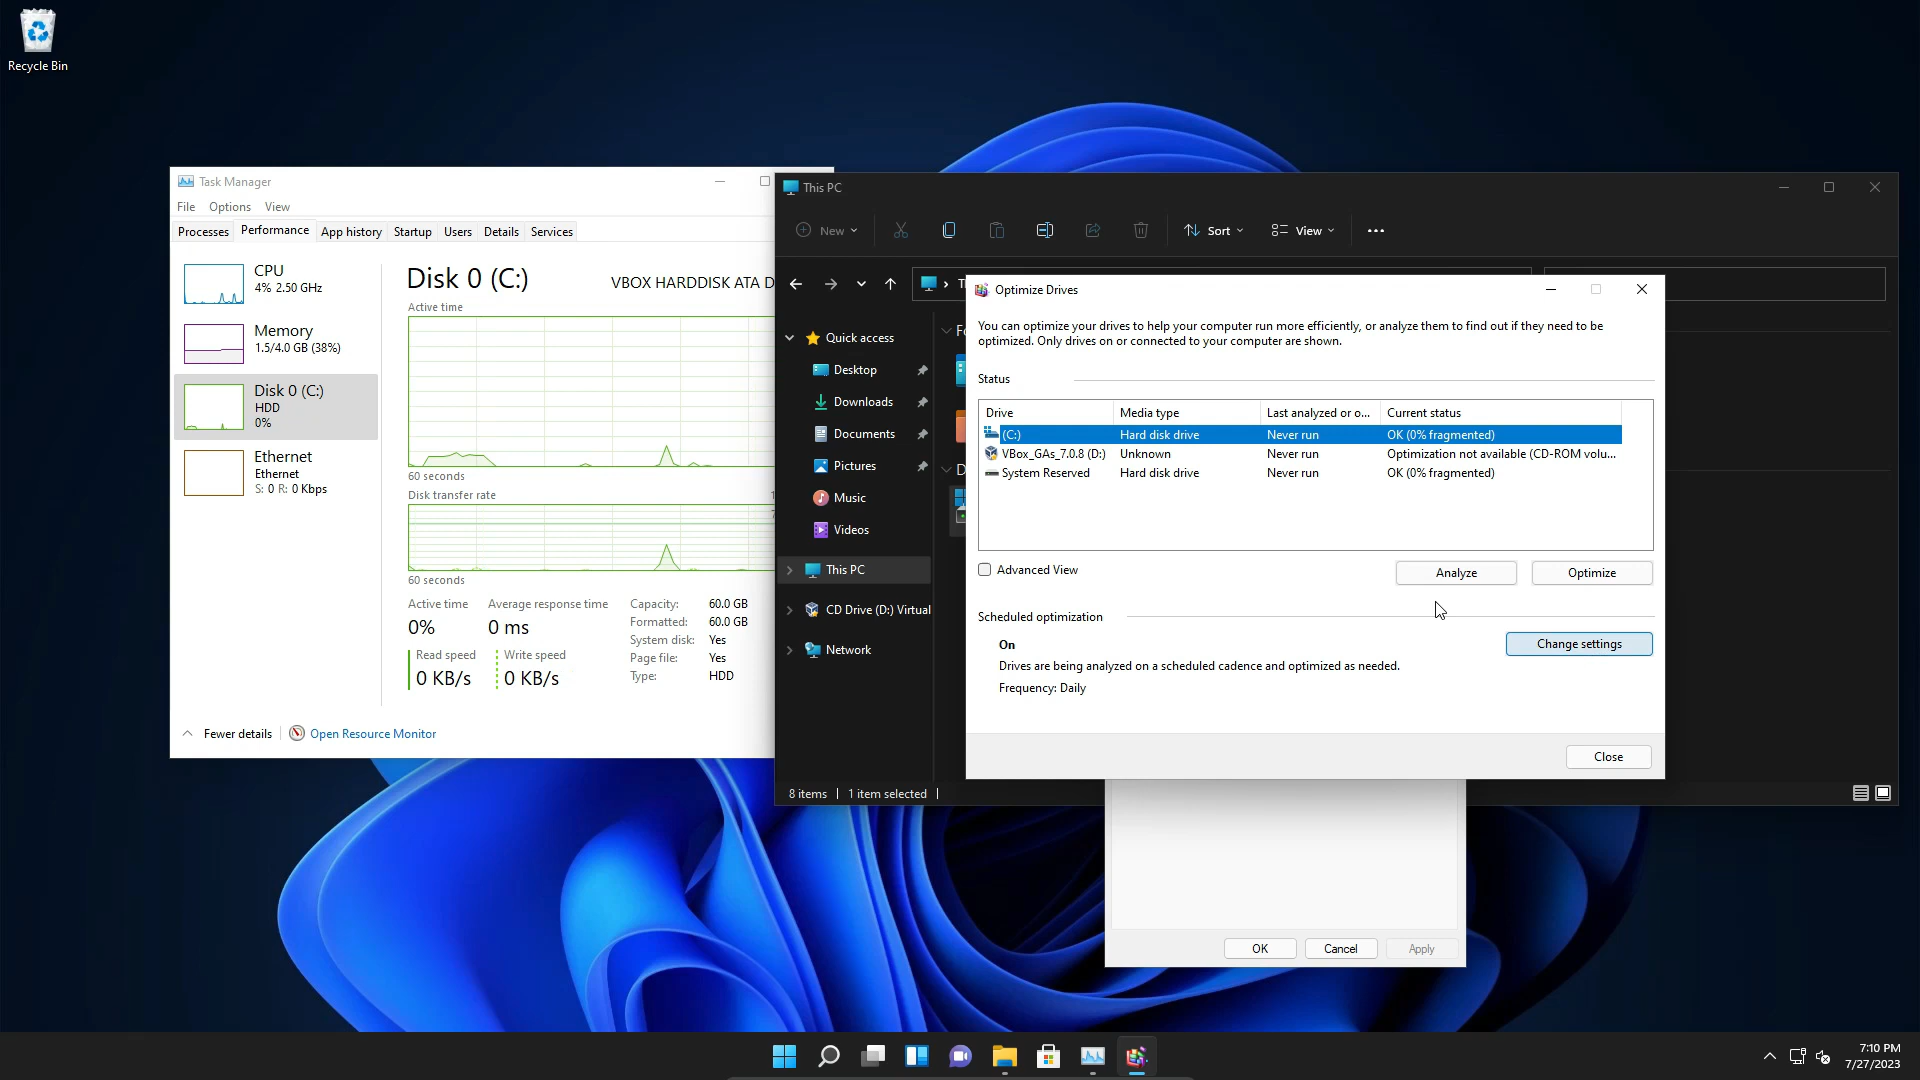 Recycle Bin
Task Manager
File Options View
Processes Performance App history Startup Users Details Services
CPU
4% 2.50 GHz
Memory
1.5/4.0 GB (38%)
Disk 0 (C:)
HDD
0%
Ethernet
Ethernet
S: 0 R: 0 Kbps
Disk 0 (C:) VBOX HARDDISK ATA D
Active time
60 seconds
Disk transfer rate
60 seconds
Active time Average response time
0% 0 ms
Read speed Write speed
0 KB/s 0 KB/s
Capacity: 60.0 GB
Formatted: 60.0 GB
System disk: Yes
Page file: Yes
Type: HDD
Fewer details Open Resource Monitor
This PC
New Sort View
Quick access
Desktop
Downloads
Documents
Pictures
Music
Videos
This PC
CD Drive (D:) Virtual
Network
8 items 1 item selected
Optimize Drives
You can optimize your drives to help your computer run more efficiently, or analyze them to find out if they need to be
optimized. Only drives on or connected to your computer are shown.
Status
Drive Media type Last analyzed or o... Current status
(C:) Hard disk drive Never run OK (0% fragmented)
VBox_GAs_7.0.8 (D:) Unknown Never run Optimization not available (CD-ROM volu...
System Reserved Hard disk drive Never run OK (0% fragmented)
Advanced View Analyze Optimize
Scheduled optimization
On Change settings
Drives are being analyzed on a scheduled cadence and optimized as needed.
Frequency: Daily
Close
OK Cancel Apply
7:10 PM
7/27/2023